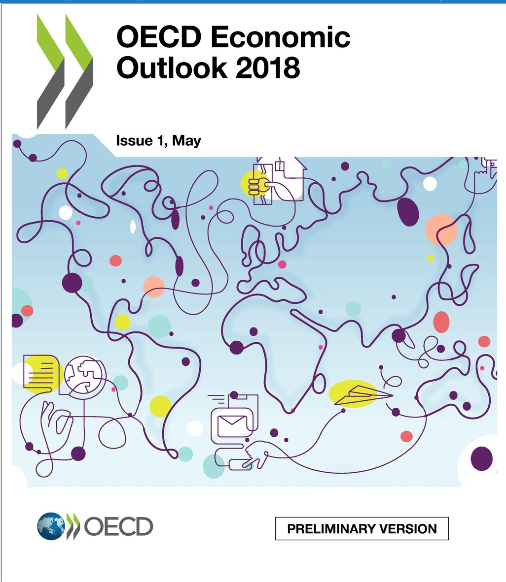 OECD Economic
Outlook 2018
Issue 1, May
OECD
PRELIMINARY VERSION